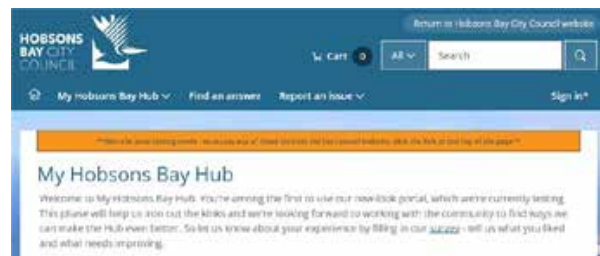 Return to Hobsons Bay City Council website
HOBSONS
BAY CITY
COUNCIL
Cart 0 All Search
My Hobsons Bay Hub Find an answer Report an issue Sign in*
My Hobsons Bay Hub
Welcome to My Hobsons Bay Hub. You're among the first to use our new-look portal, which we're currently testing.
This phase will help us iron out the kinks and we're looking forward to working with the community to find ways we
can make the Hub even better. So let us know about your experience by filling in our survey - tell us what you liked
and what needs improving.